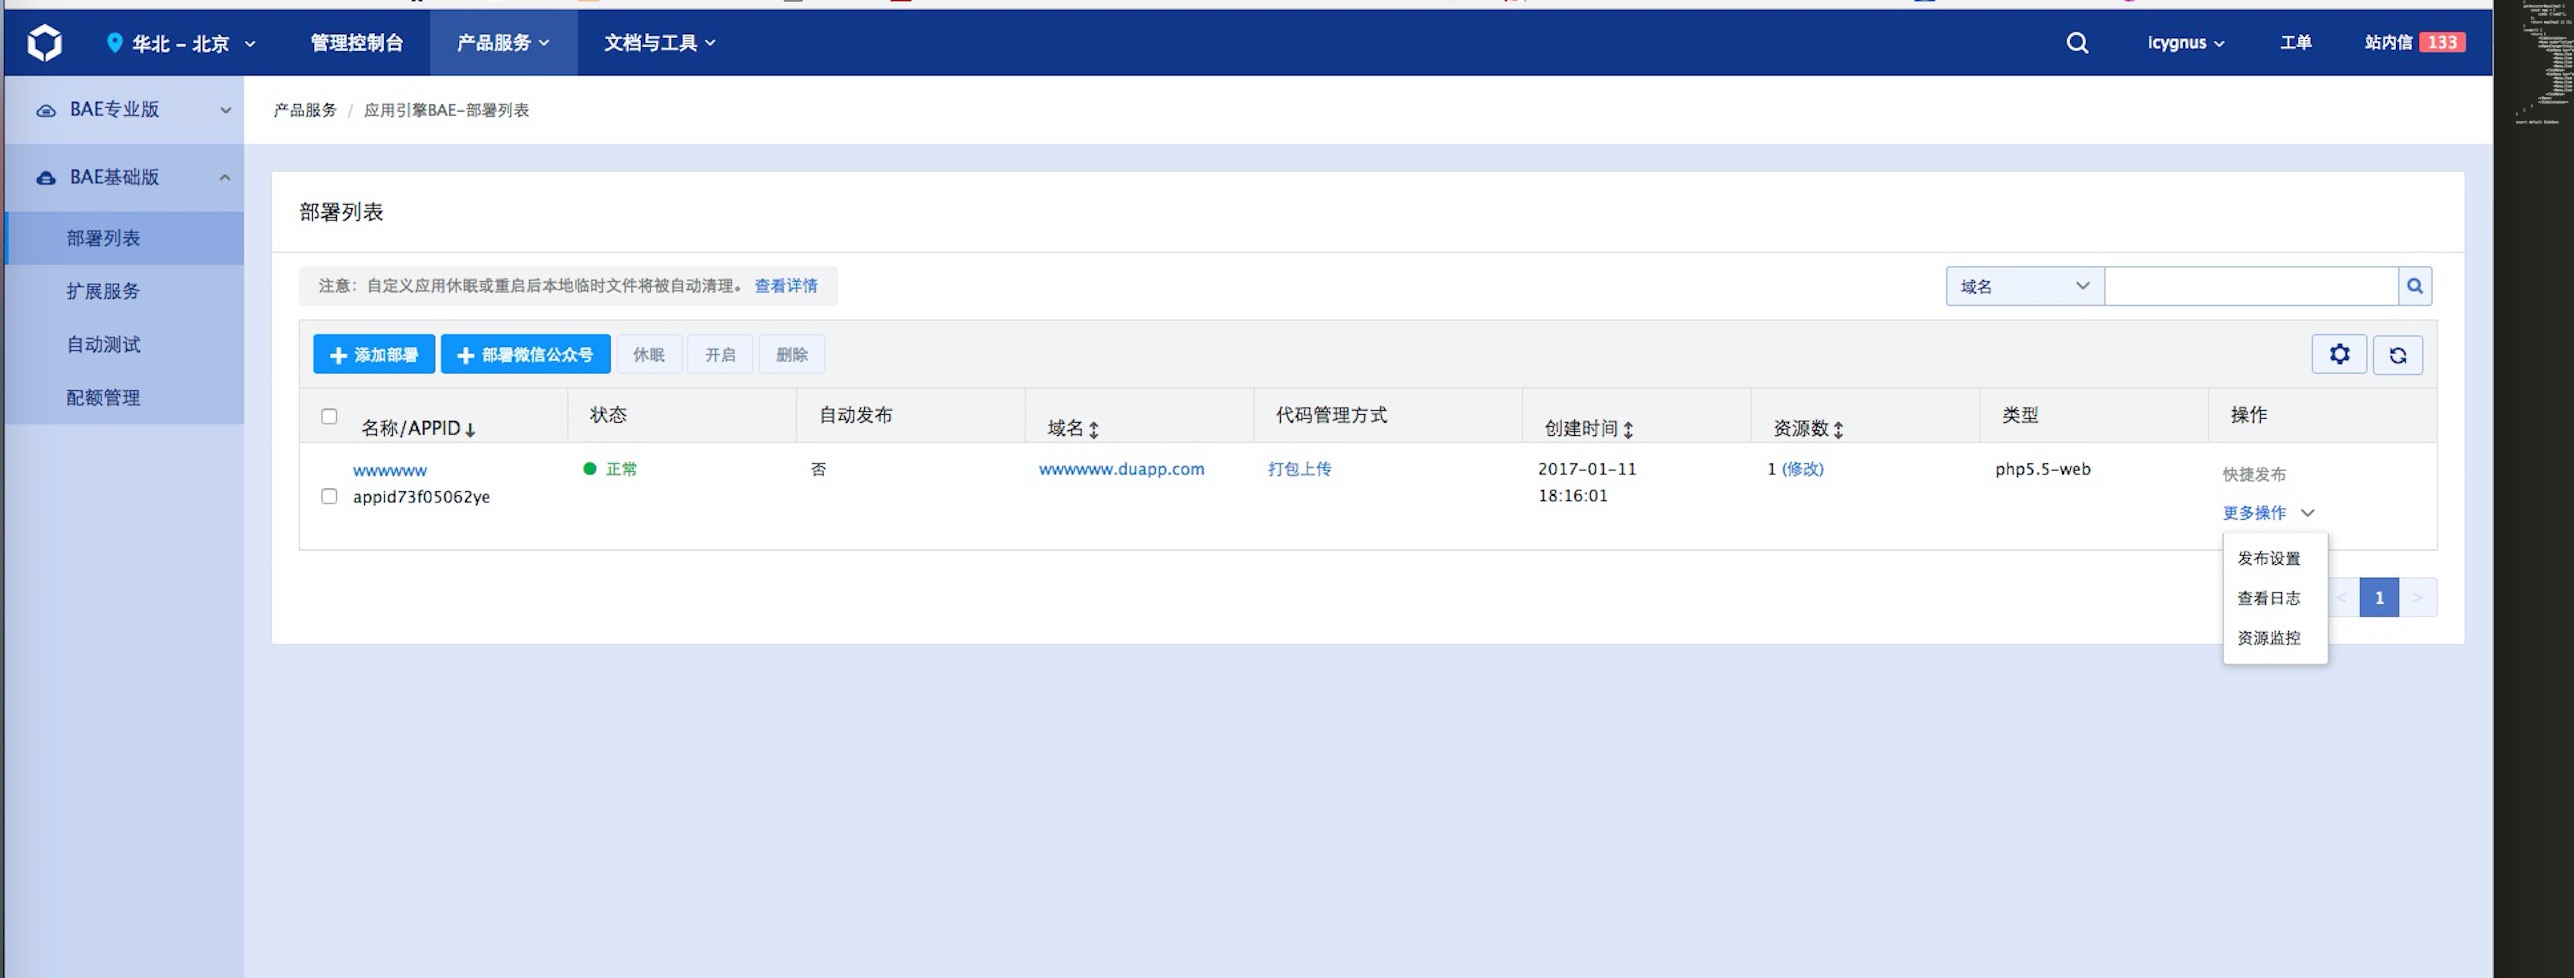 华北 - 北京
管理控制台
产品服务
文档与工具
icygnus
工单
站内信 133
BAE专业版
BAE基础版
部署列表
扩展服务
自动测试
配额管理
产品服务 / 应用引擎BAE-部署列表
部署列表
注意：自定义应用休眠或重启后本地临时文件将被自动清理。 查看详情
域名
添加部署
部署微信公众号
休眠
开启
删除
名称/APPID
状态
自动发布
域名
代码管理方式
创建时间
资源数
类型
操作
wwwwww
appid73f05062ye
正常
否
wwwwww.duapp.com
打包上传
2017-01-11
18:16:01
1 (修改)
php5.5-web
快捷发布
更多操作
发布设置
查看日志
资源监控
< 1 >